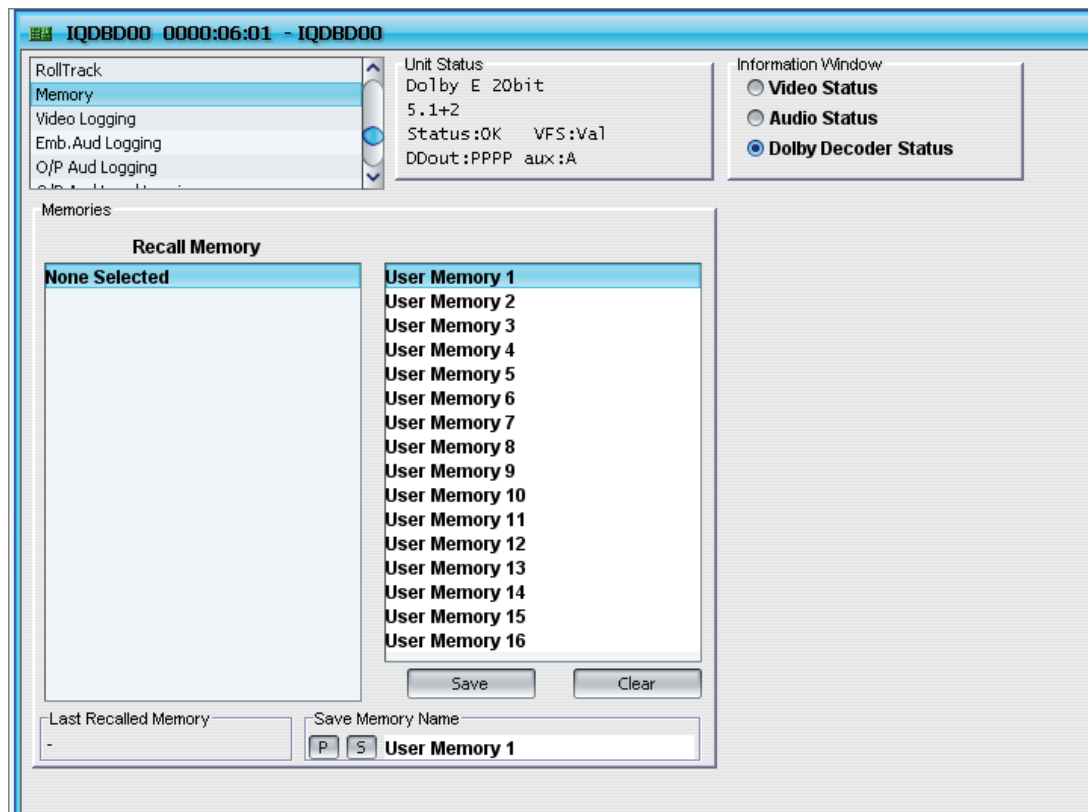 IQDBD00 0000:06:01 - IQDBD00
RollTrack
Memory
Video Logging
Emb.Aud Logging
O/P Aud Logging
Unit Status
Dolby E 20bit
5.1+2
Status:OK VFS:Val
DDout:PPPP aux:A
Information Window
Video Status
Audio Status
Dolby Decoder Status
Memories
Recall Memory
None Selected
User Memory 1
User Memory 2
User Memory 3
User Memory 4
User Memory 5
User Memory 6
User Memory 7
User Memory 8
User Memory 9
User Memory 10
User Memory 11
User Memory 12
User Memory 13
User Memory 14
User Memory 15
User Memory 16
Save
Clear
Last Recalled Memory
-
Save Memory Name
P S User Memory 1